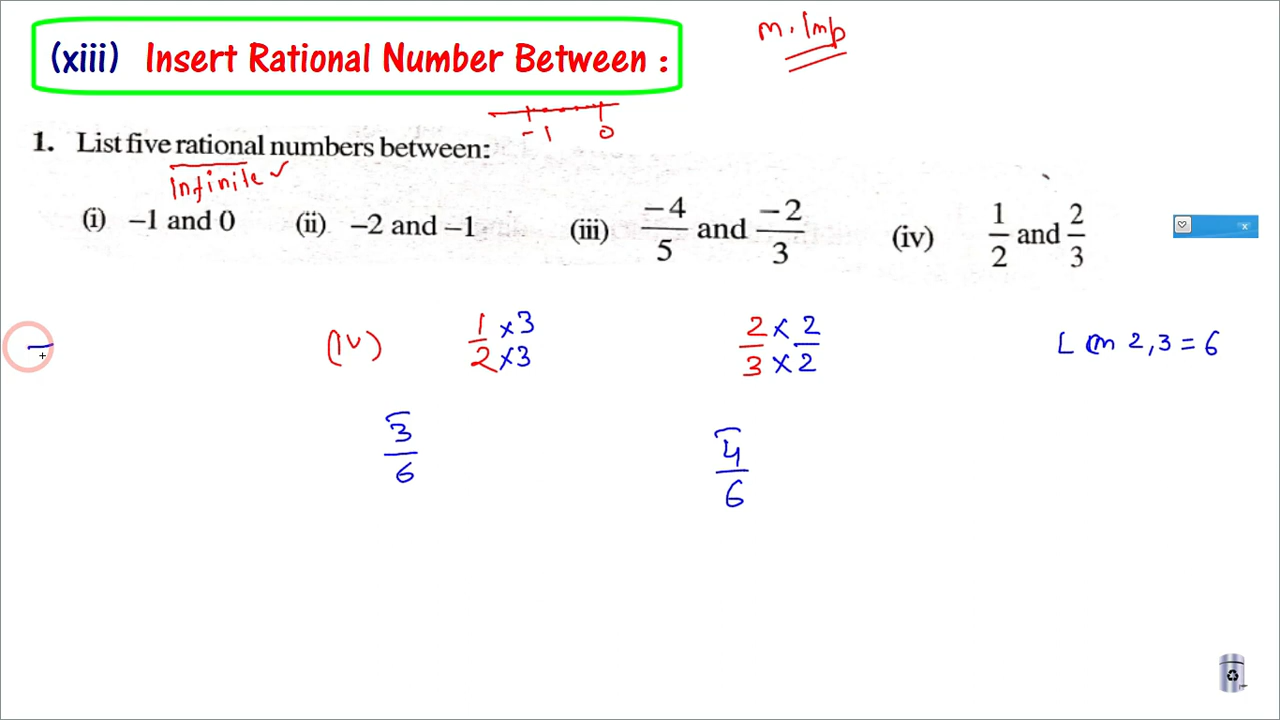 (xiii) Insert Rational Number Between :
m. Imp
-1 0
1. List five rational numbers between:
Infinile ✓
(i) –1 and 0 (ii) –2 and –1 (iii) -4/5 and -2/3 (iv) 1/2 and 2/3
(iv) 1/2 ×3/×3 2/3 ×2/×2 Lcm 2,3 = 6
3/6 4/6